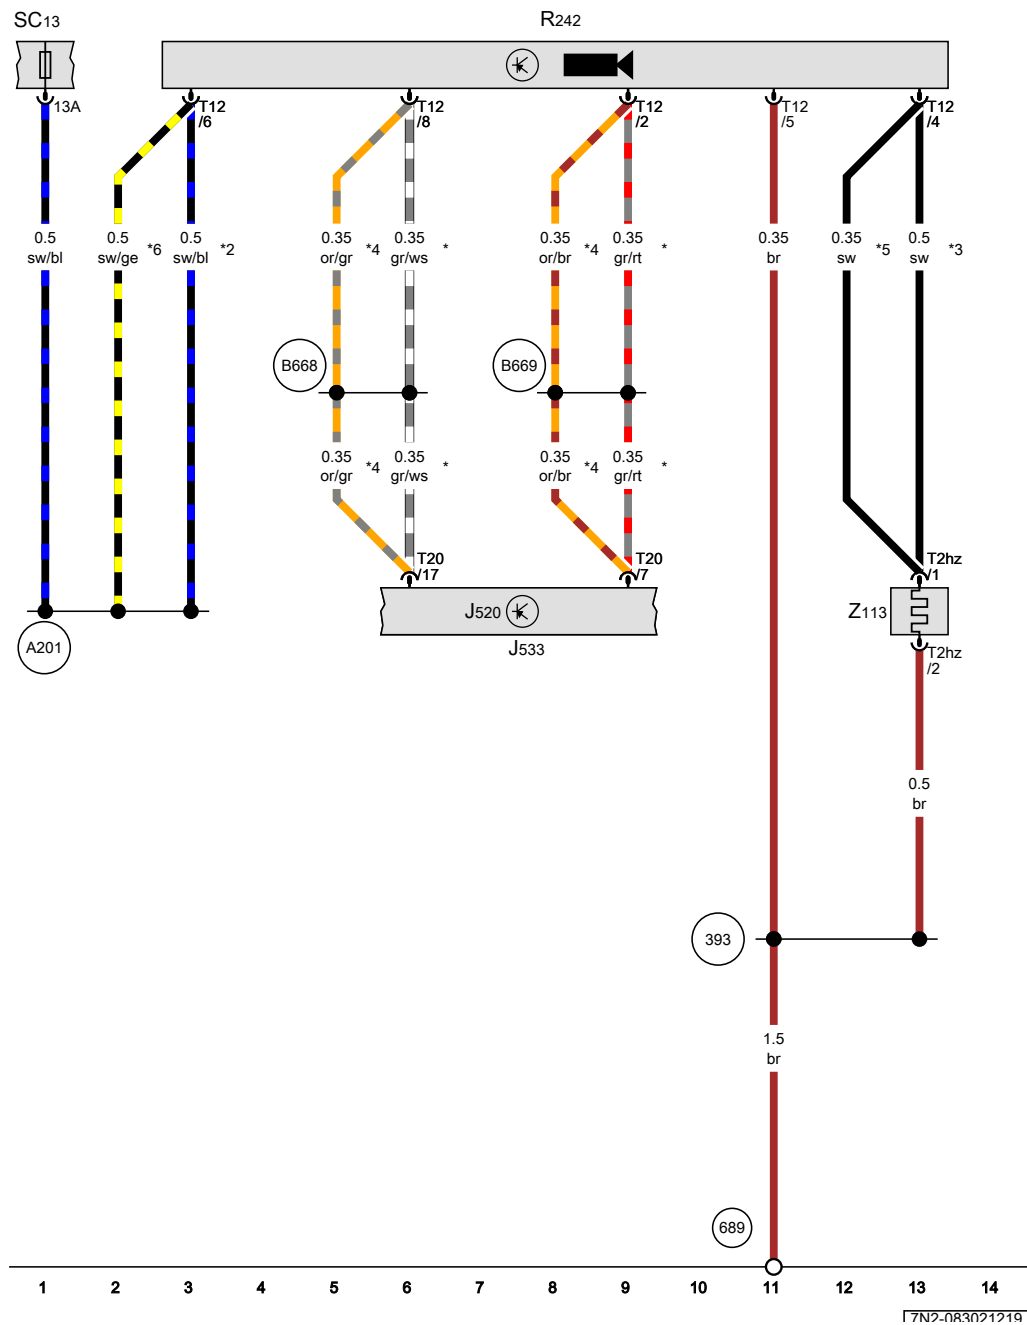 SC13 R242
13A T12 T12 T12 T12 T12
/6 /8 /2 /5 /4
0.5 0.5 0.5 0.35 0.35 0.35 0.35 0.35 0.35 0.5
sw/bl sw/ge *6 sw/bl *2 or/gr *4 gr/ws * or/br *4 gr/rt * br sw *5 sw *3
B668 B669
0.35 0.35 0.35 0.35
or/gr *4 gr/ws * or/br *4 gr/rt *
T20 T20 T2hz
/17 /7 /1
J520 Z113
A201 J533 T2hz
/2
0.5
br
393
1.5
br
689
1 2 3 4 5 6 7 8 9 10 11 12 13 14
7N2-083021219